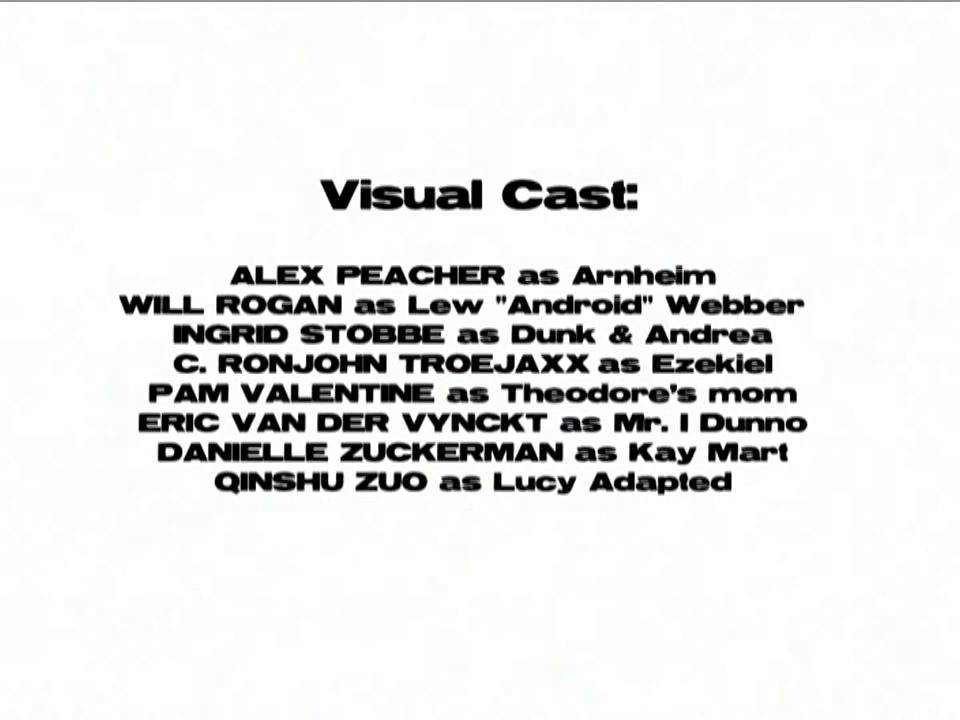 Visual Cast:
ALEX PEACHER as Arnheim
WILL ROGAN as Lew "Android" Webber
INGRID STOBBE as Dunk & Andrea
C. RONJOHN TROEJAXX as Ezekiel
PAM VALENTINE as Theodore's mom
ERIC VAN DER VYNCKT as Mr. I Dunno
DANIELLE ZUCKERMAN as Kay Mart
QINSHU ZUO as Lucy Adapted